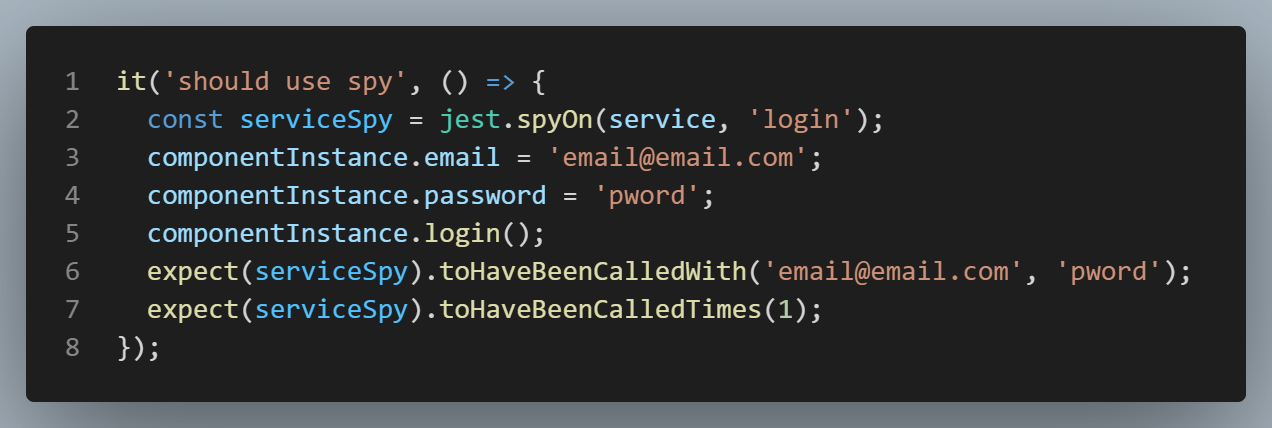 1 it('should use spy', () => {
2   const serviceSpy = jest.spyOn(service, 'login');
3   componentInstance.email = 'email@email.com';
4   componentInstance.password = 'pword';
5   componentInstance.login();
6   expect(serviceSpy).toHaveBeenCalledWith('email@email.com', 'pword');
7   expect(serviceSpy).toHaveBeenCalledTimes(1);
8 });